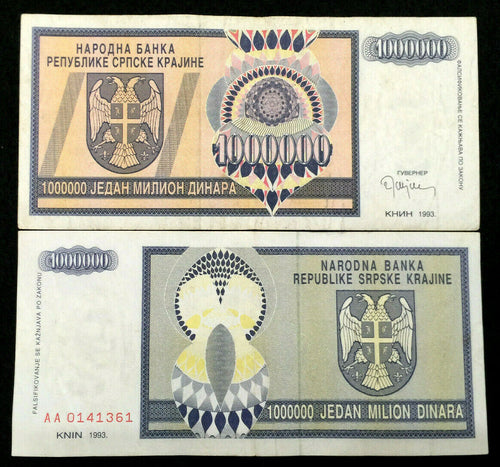 НАРОДНА БАНКА
РЕПУБЛИКЕ СРПСКЕ КРАЈИНЕ
1000000
1000000
ФАЛСИФИКОВАЊЕ СЕ КАЖЊАВА ПО ЗАКОНУ
ГУВЕРНЕР
1000000 ЈЕДАН МИЛИОН ДИНАРА
КНИН 1993.
1000000
NARODNA BANKA
REPUBLIKE SRPSKE KRAJINE
FALSIFIKOVANJE SE KAŽNJAVA PO ZAKONU
AA 0141361
1000000 JEDAN MILION DINARA
KNIN 1993.